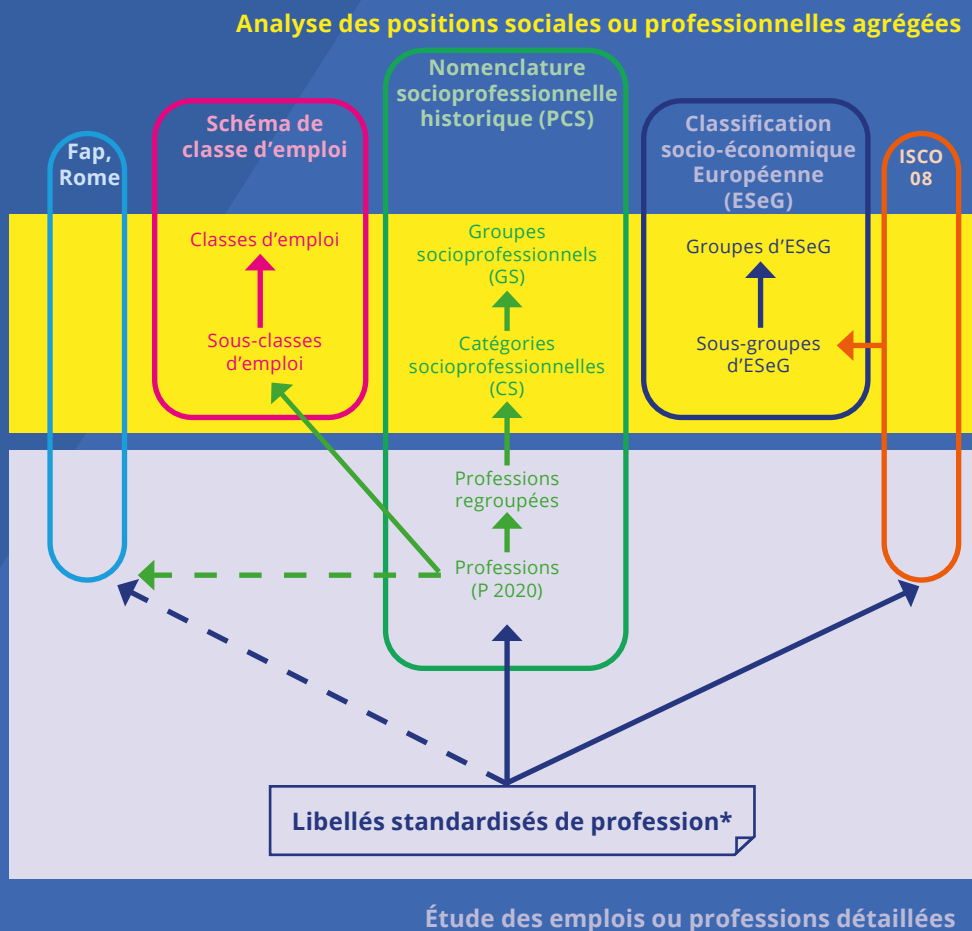 Analyse des positions sociales ou professionnelles agrégées
Fap,
Rome
Schéma de
classe d’emploi
Nomenclature
socioprofessionnelle
historique (PCS)
Classification
socio-économique
Européenne
(ESeG)
ISCO
08
Classes d’emploi
Sous-classes
d’emploi
Groupes
socioprofessionnels
(GS)
Catégories
socioprofessionnelles
(CS)
Groupes d’ESeG
Sous-groupes
d’ESeG
Professions
regroupées
Professions
(P 2020)
Libellés standardisés de profession*
Étude des emplois ou professions détaillées